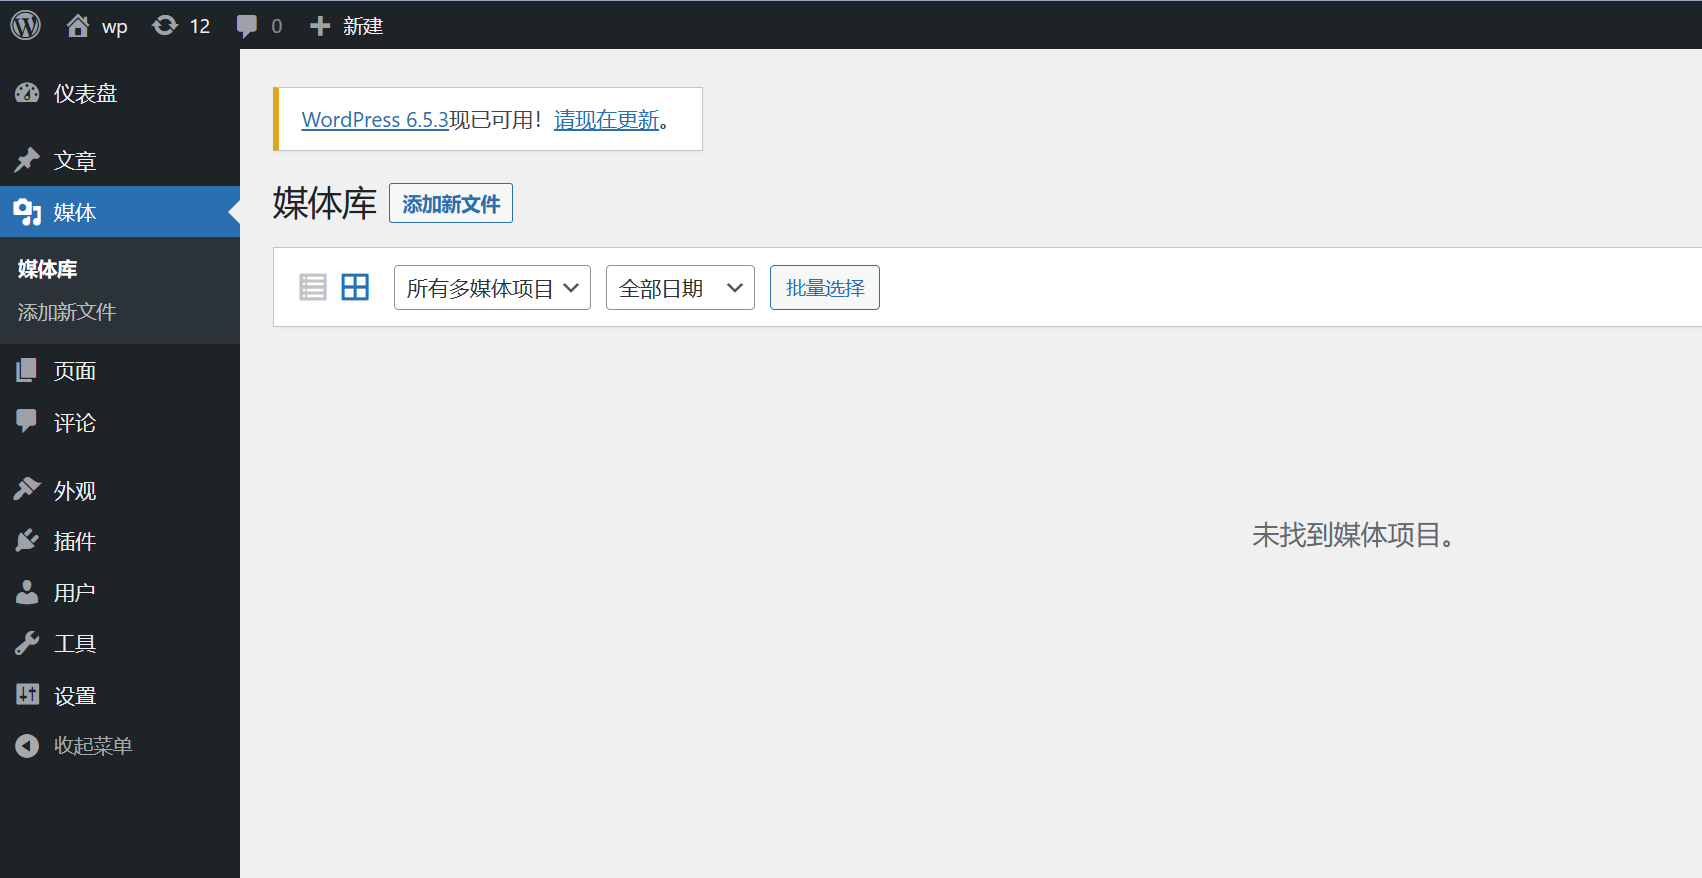 wp 12 0 新建
仪表盘
文章
媒体
媒体库
添加新文件
页面
评论
外观
插件
用户
工具
设置
收起菜单
WordPress 6.5.3现已可用！请现在更新。
媒体库 添加新文件
所有多媒体项目 全部日期 批量选择
未找到媒体项目。